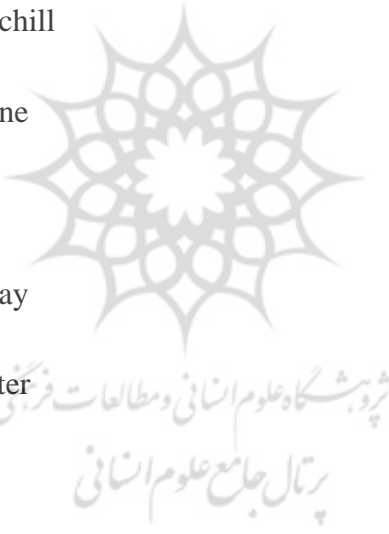 chill
ne
ay
ter
پژوهشگاه علوم انسانی و مطالعات فرهنگی
پرتال جامع علوم انسانی